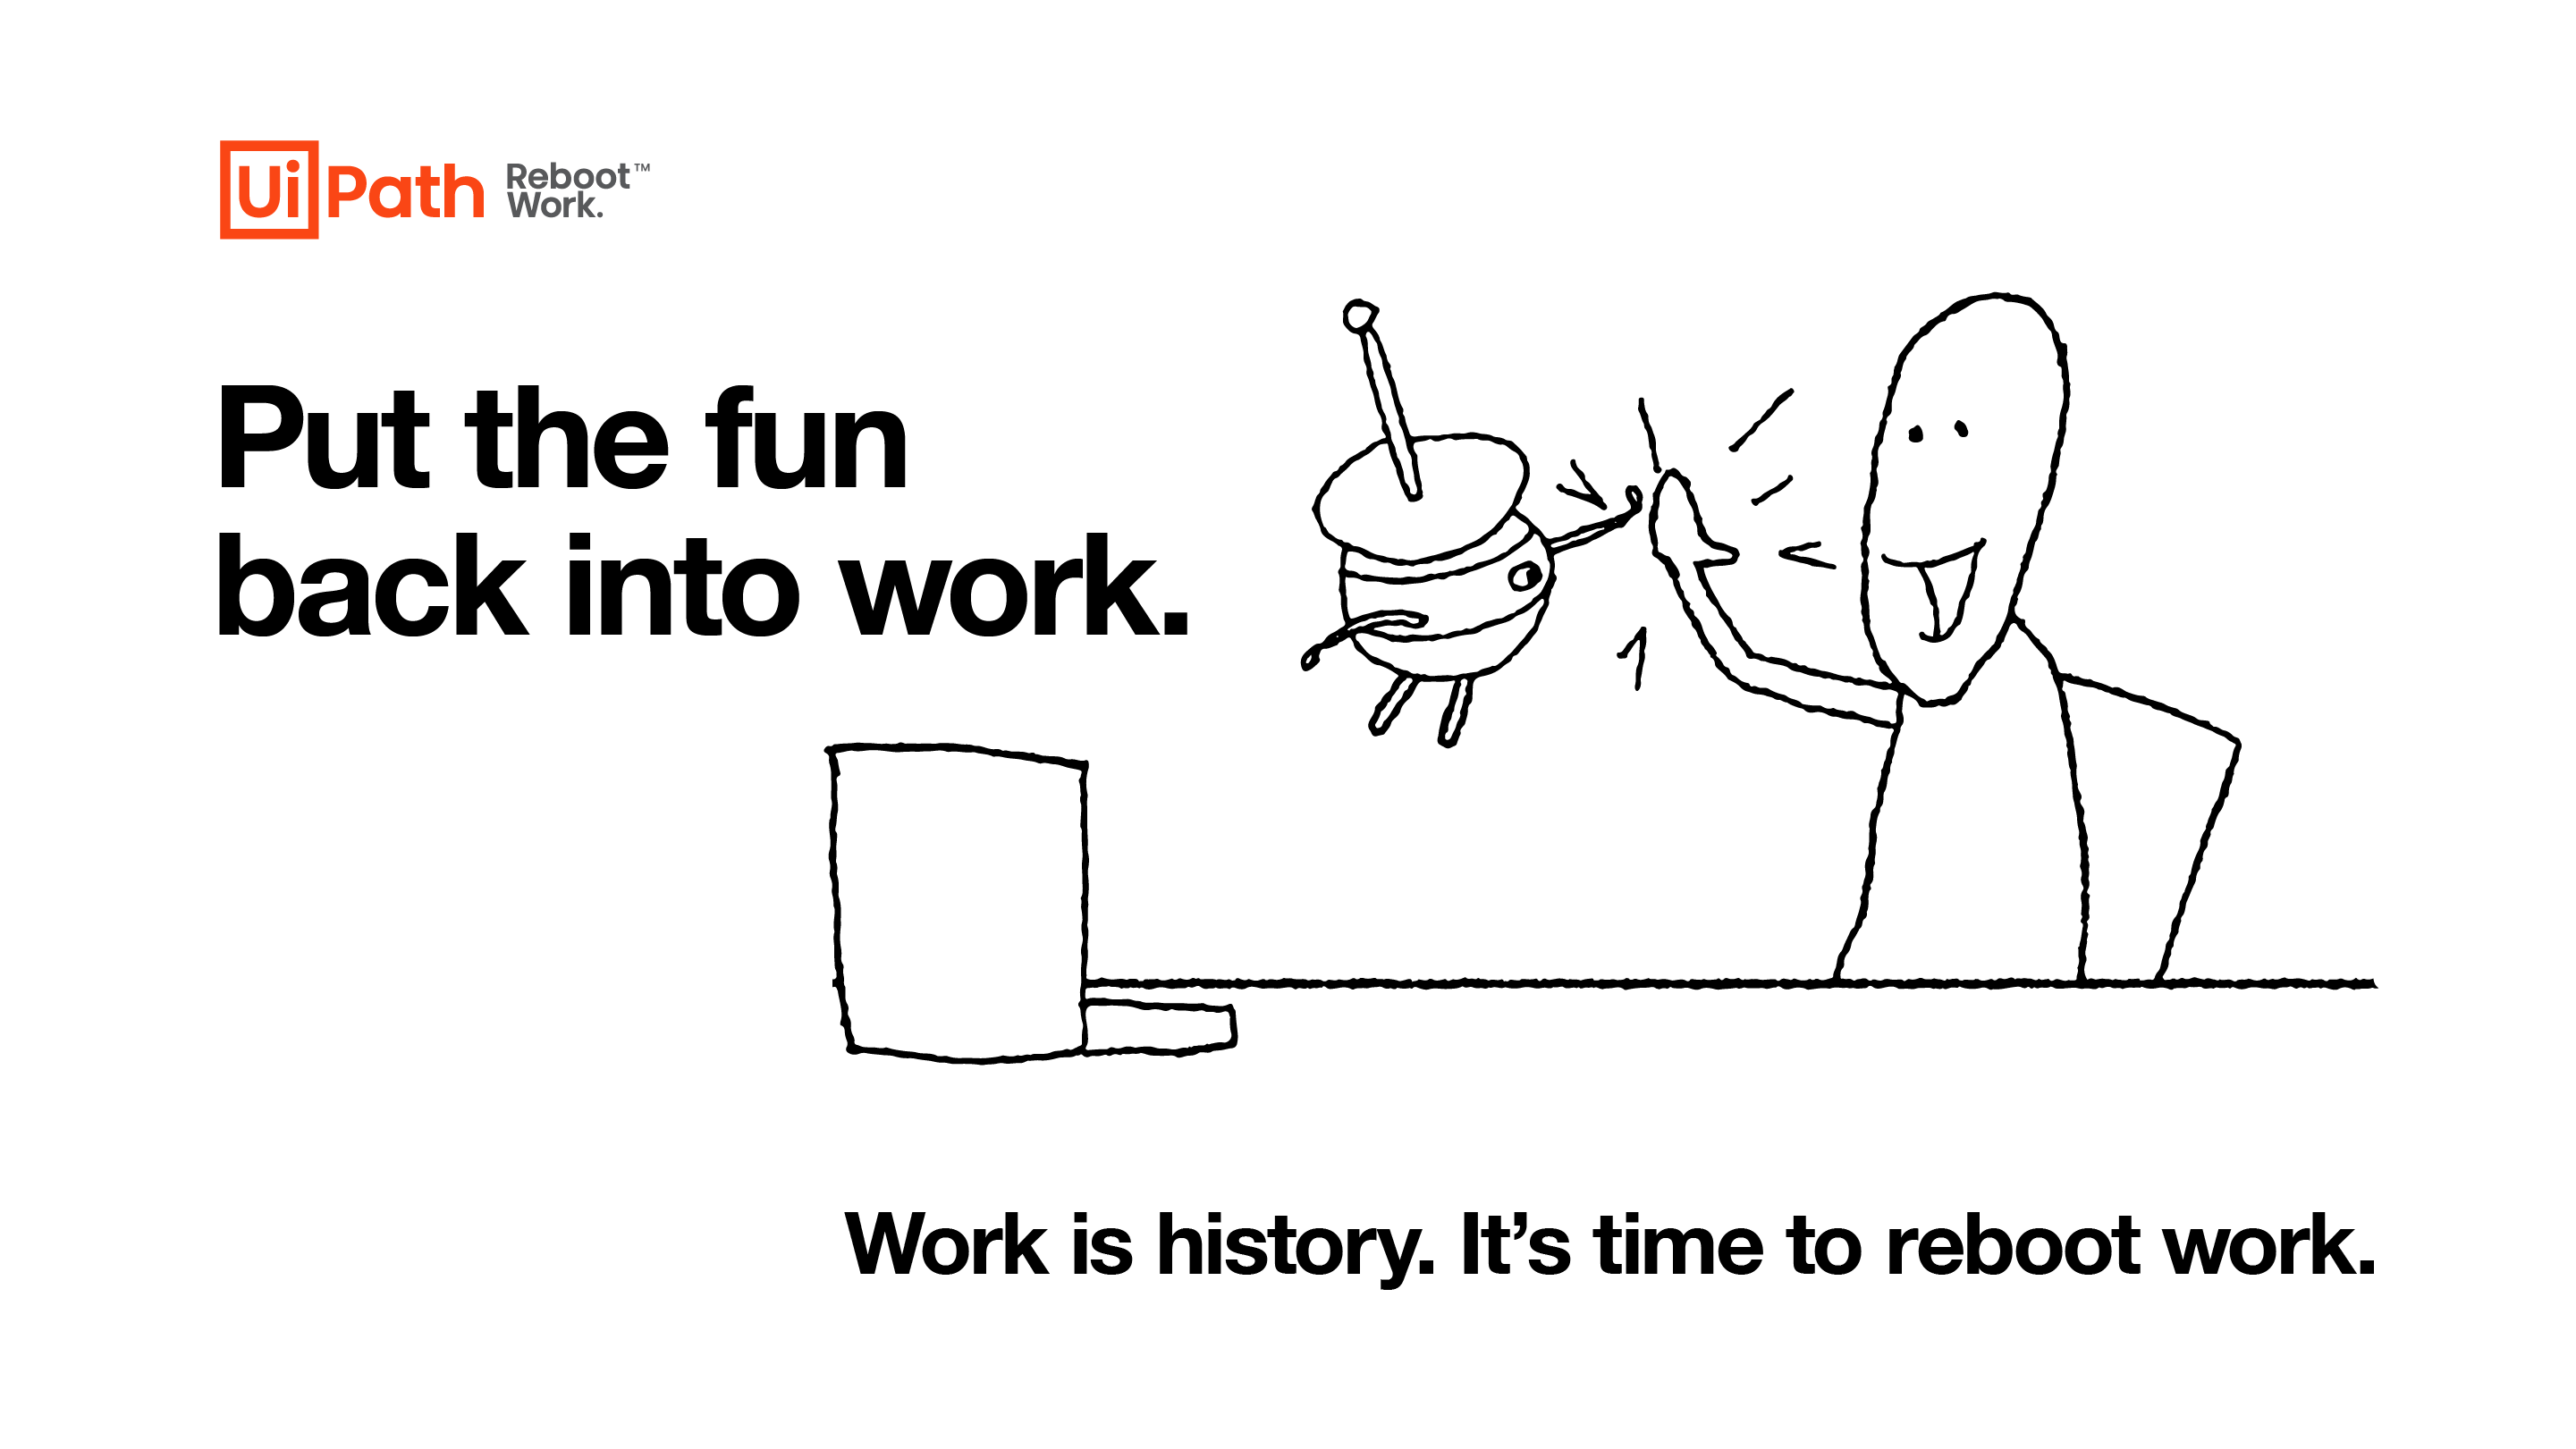 UiPath Reboot™
Work.
Put the fun
back into work.
Work is history. It’s time to reboot work.